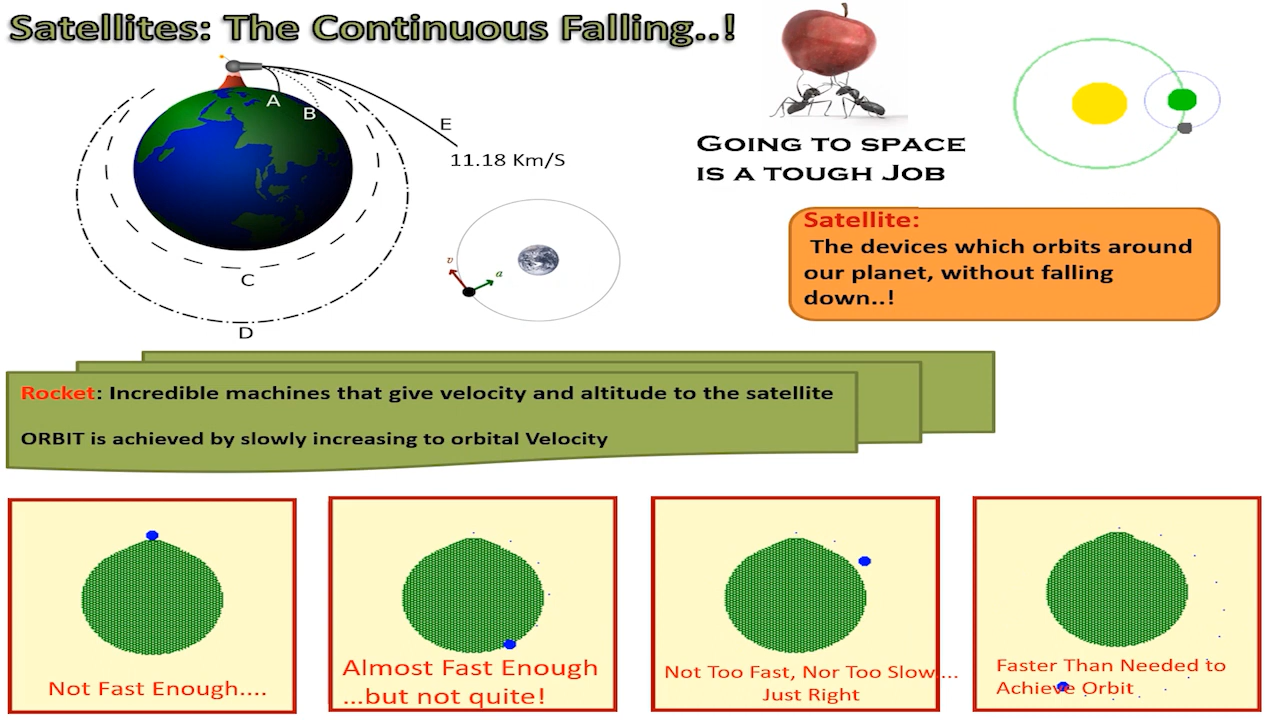 Satellites: The Continuous Falling..!
A
B
E
11.18 Km/S
C
D
v
a
GOING TO SPACE
IS A TOUGH JOB
Satellite:
The devices which orbits around
our planet, without falling
down..!
Rocket: Incredible machines that give velocity and altitude to the satellite
ORBIT is achieved by slowly increasing to orbital Velocity
Not Fast Enough....
Almost Fast Enough
...but not quite!
Not Too Fast, Nor Too Slow....
Just Right
Faster Than Needed to
Achieve Orbit